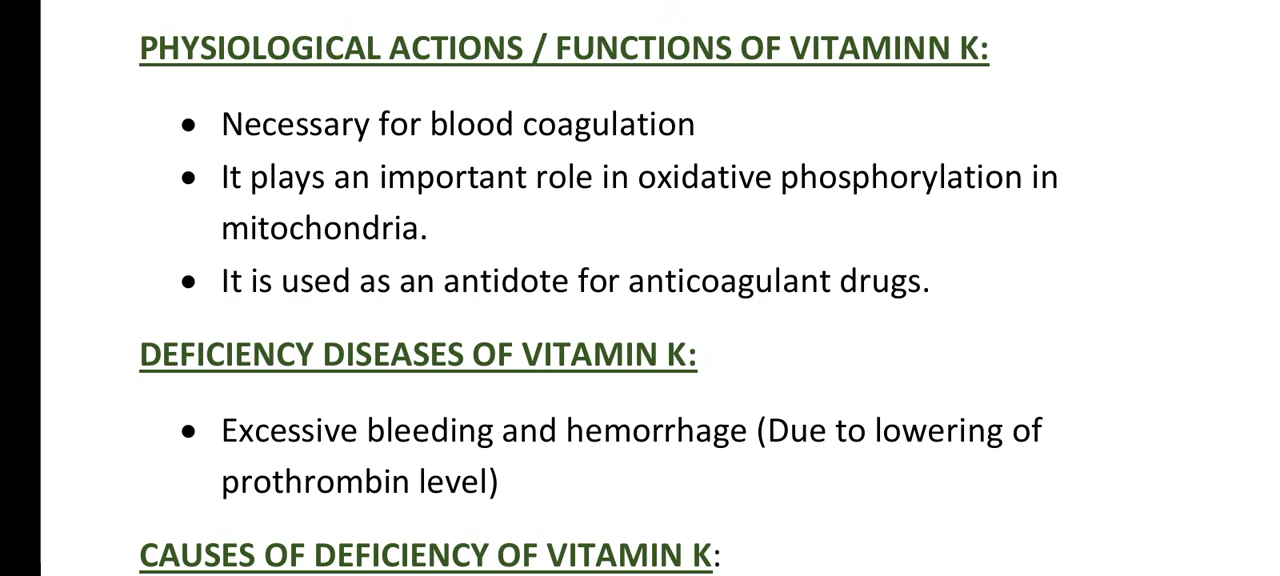 PHYSIOLOGICAL ACTIONS / FUNCTIONS OF VITAMINN K:
• Necessary for blood coagulation
• It plays an important role in oxidative phosphorylation in
mitochondria.
• It is used as an antidote for anticoagulant drugs.
DEFICIENCY DISEASES OF VITAMIN K:
• Excessive bleeding and hemorrhage (Due to lowering of
prothrombin level)
CAUSES OF DEFICIENCY OF VITAMIN K: